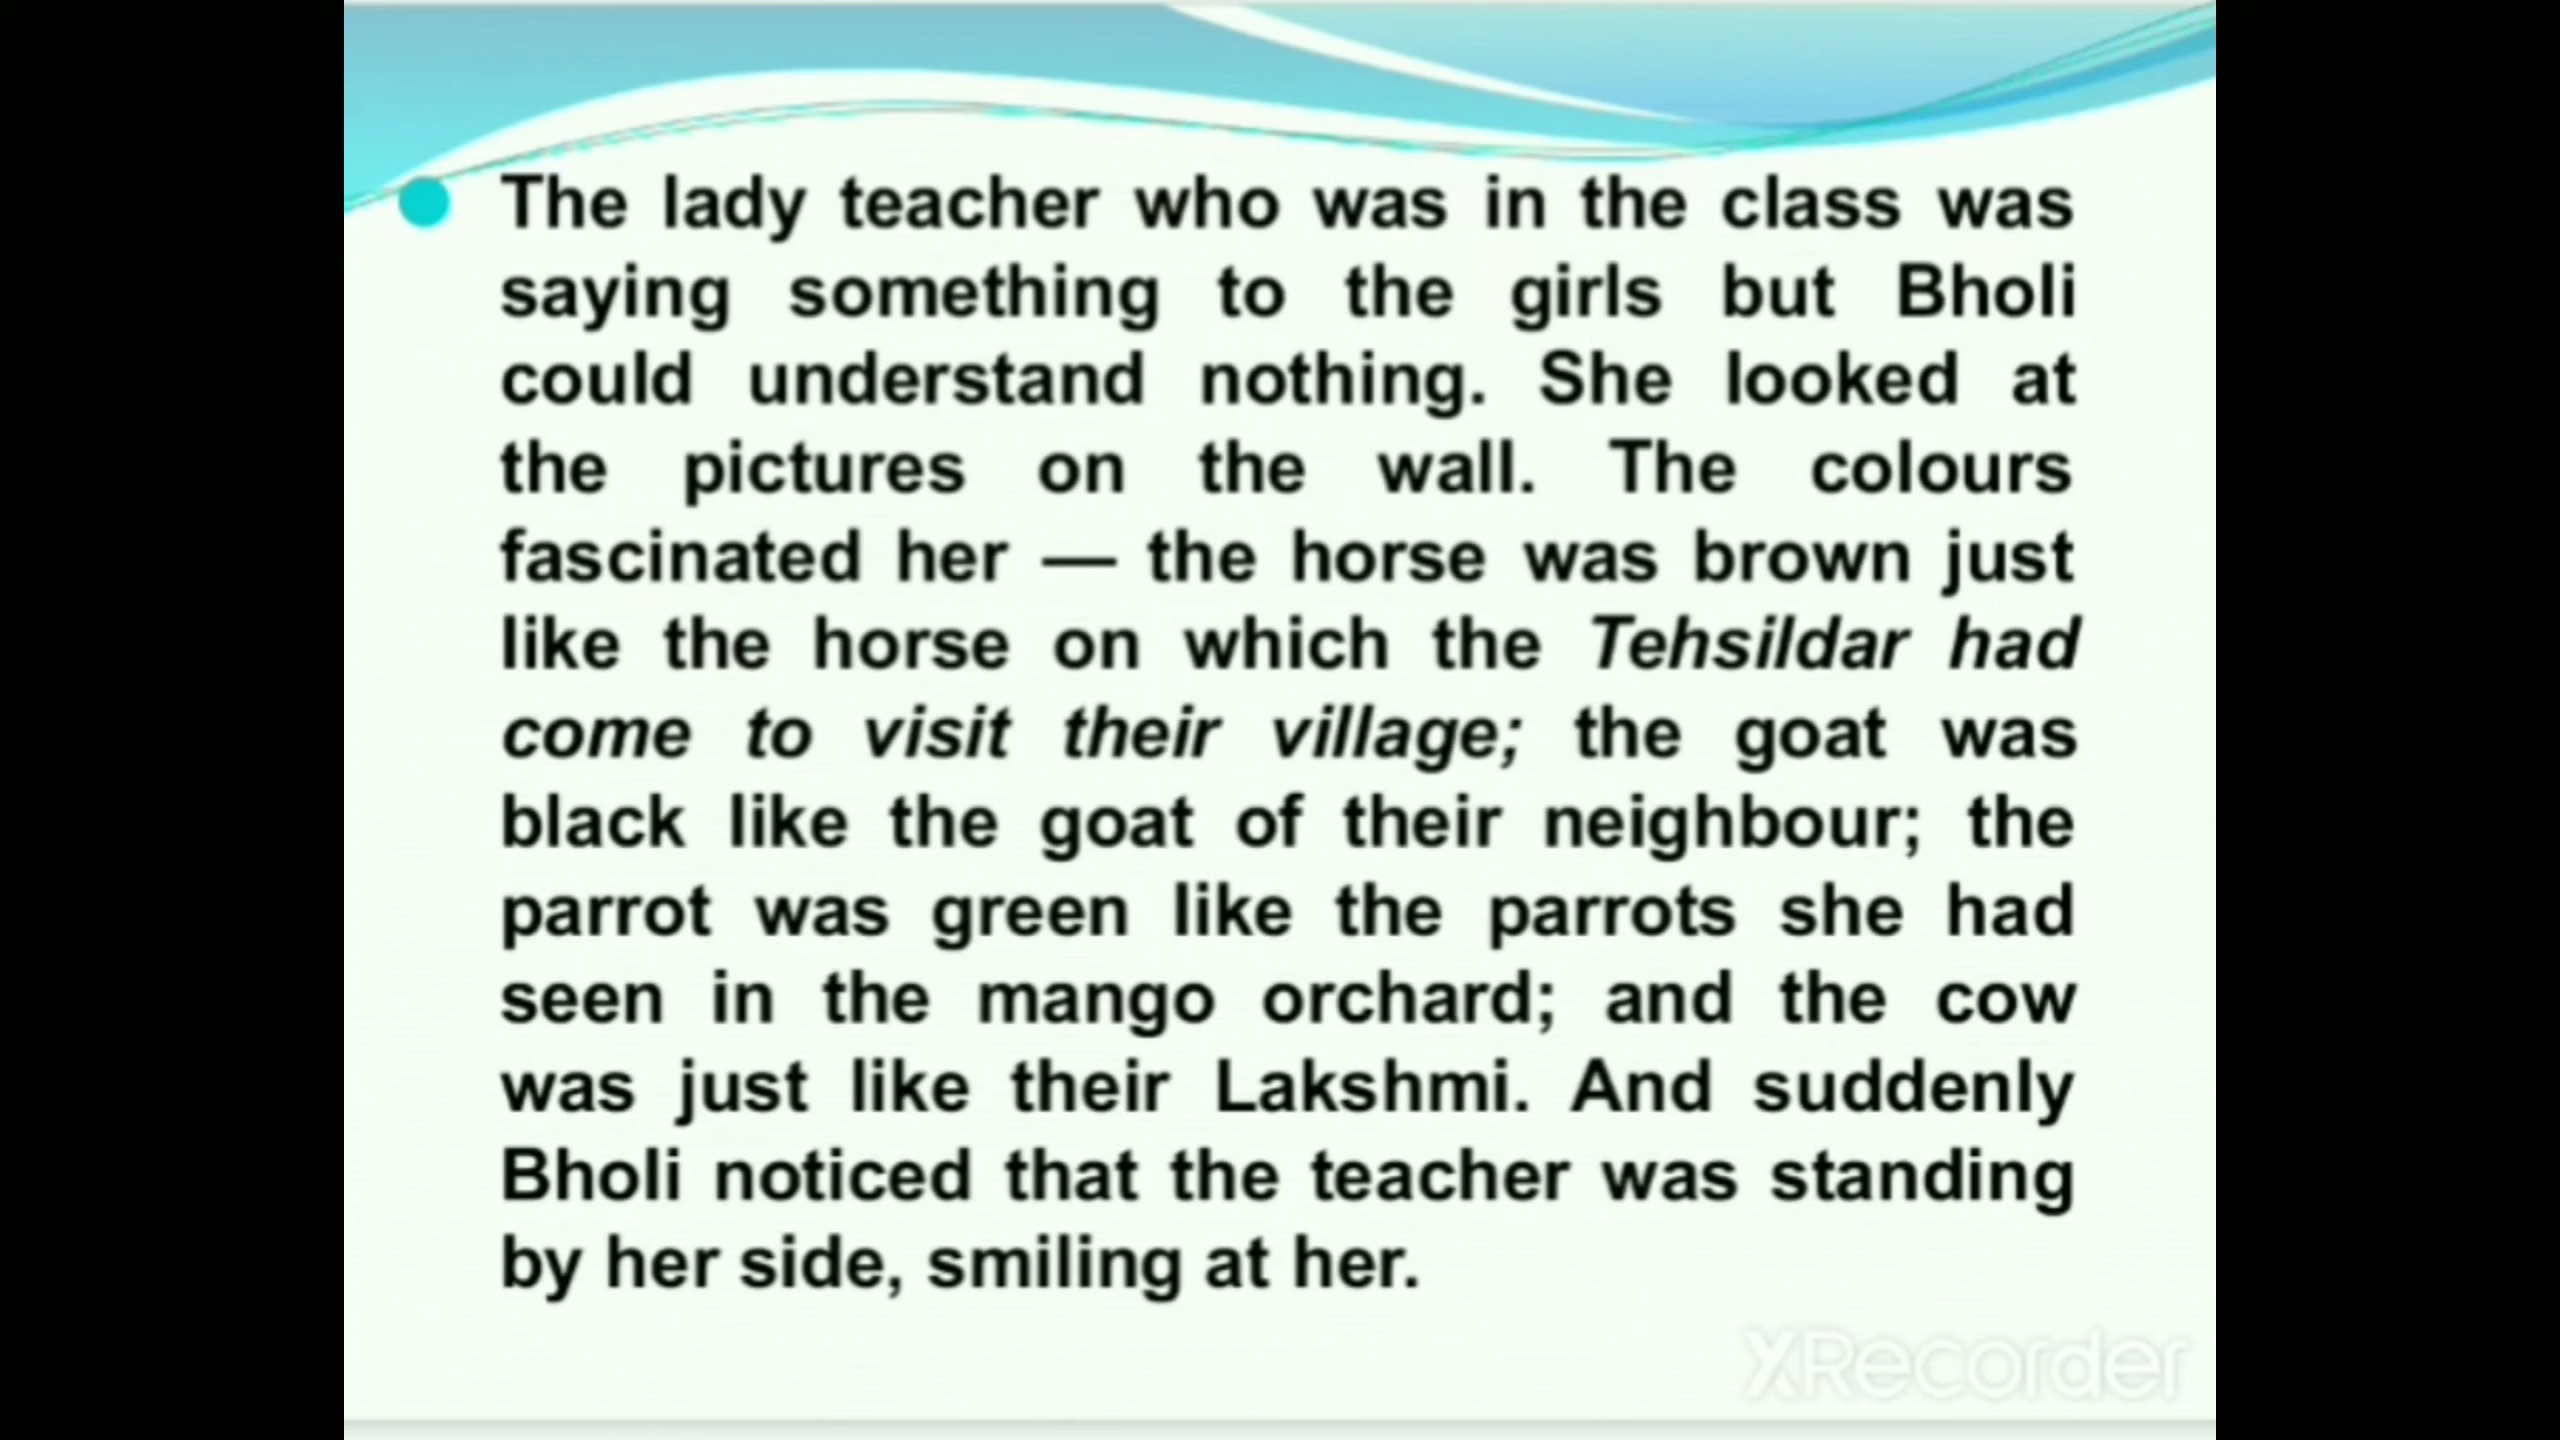 The lady teacher who was in the class was
saying something to the girls but Bholi
could understand nothing. She looked at
the pictures on the wall. The colours
fascinated her — the horse was brown just
like the horse on which the Tehsildar had
come to visit their village; the goat was
black like the goat of their neighbour; the
parrot was green like the parrots she had
seen in the mango orchard; and the cow
was just like their Lakshmi. And suddenly
Bholi noticed that the teacher was standing
by her side, smiling at her.
XRecorder